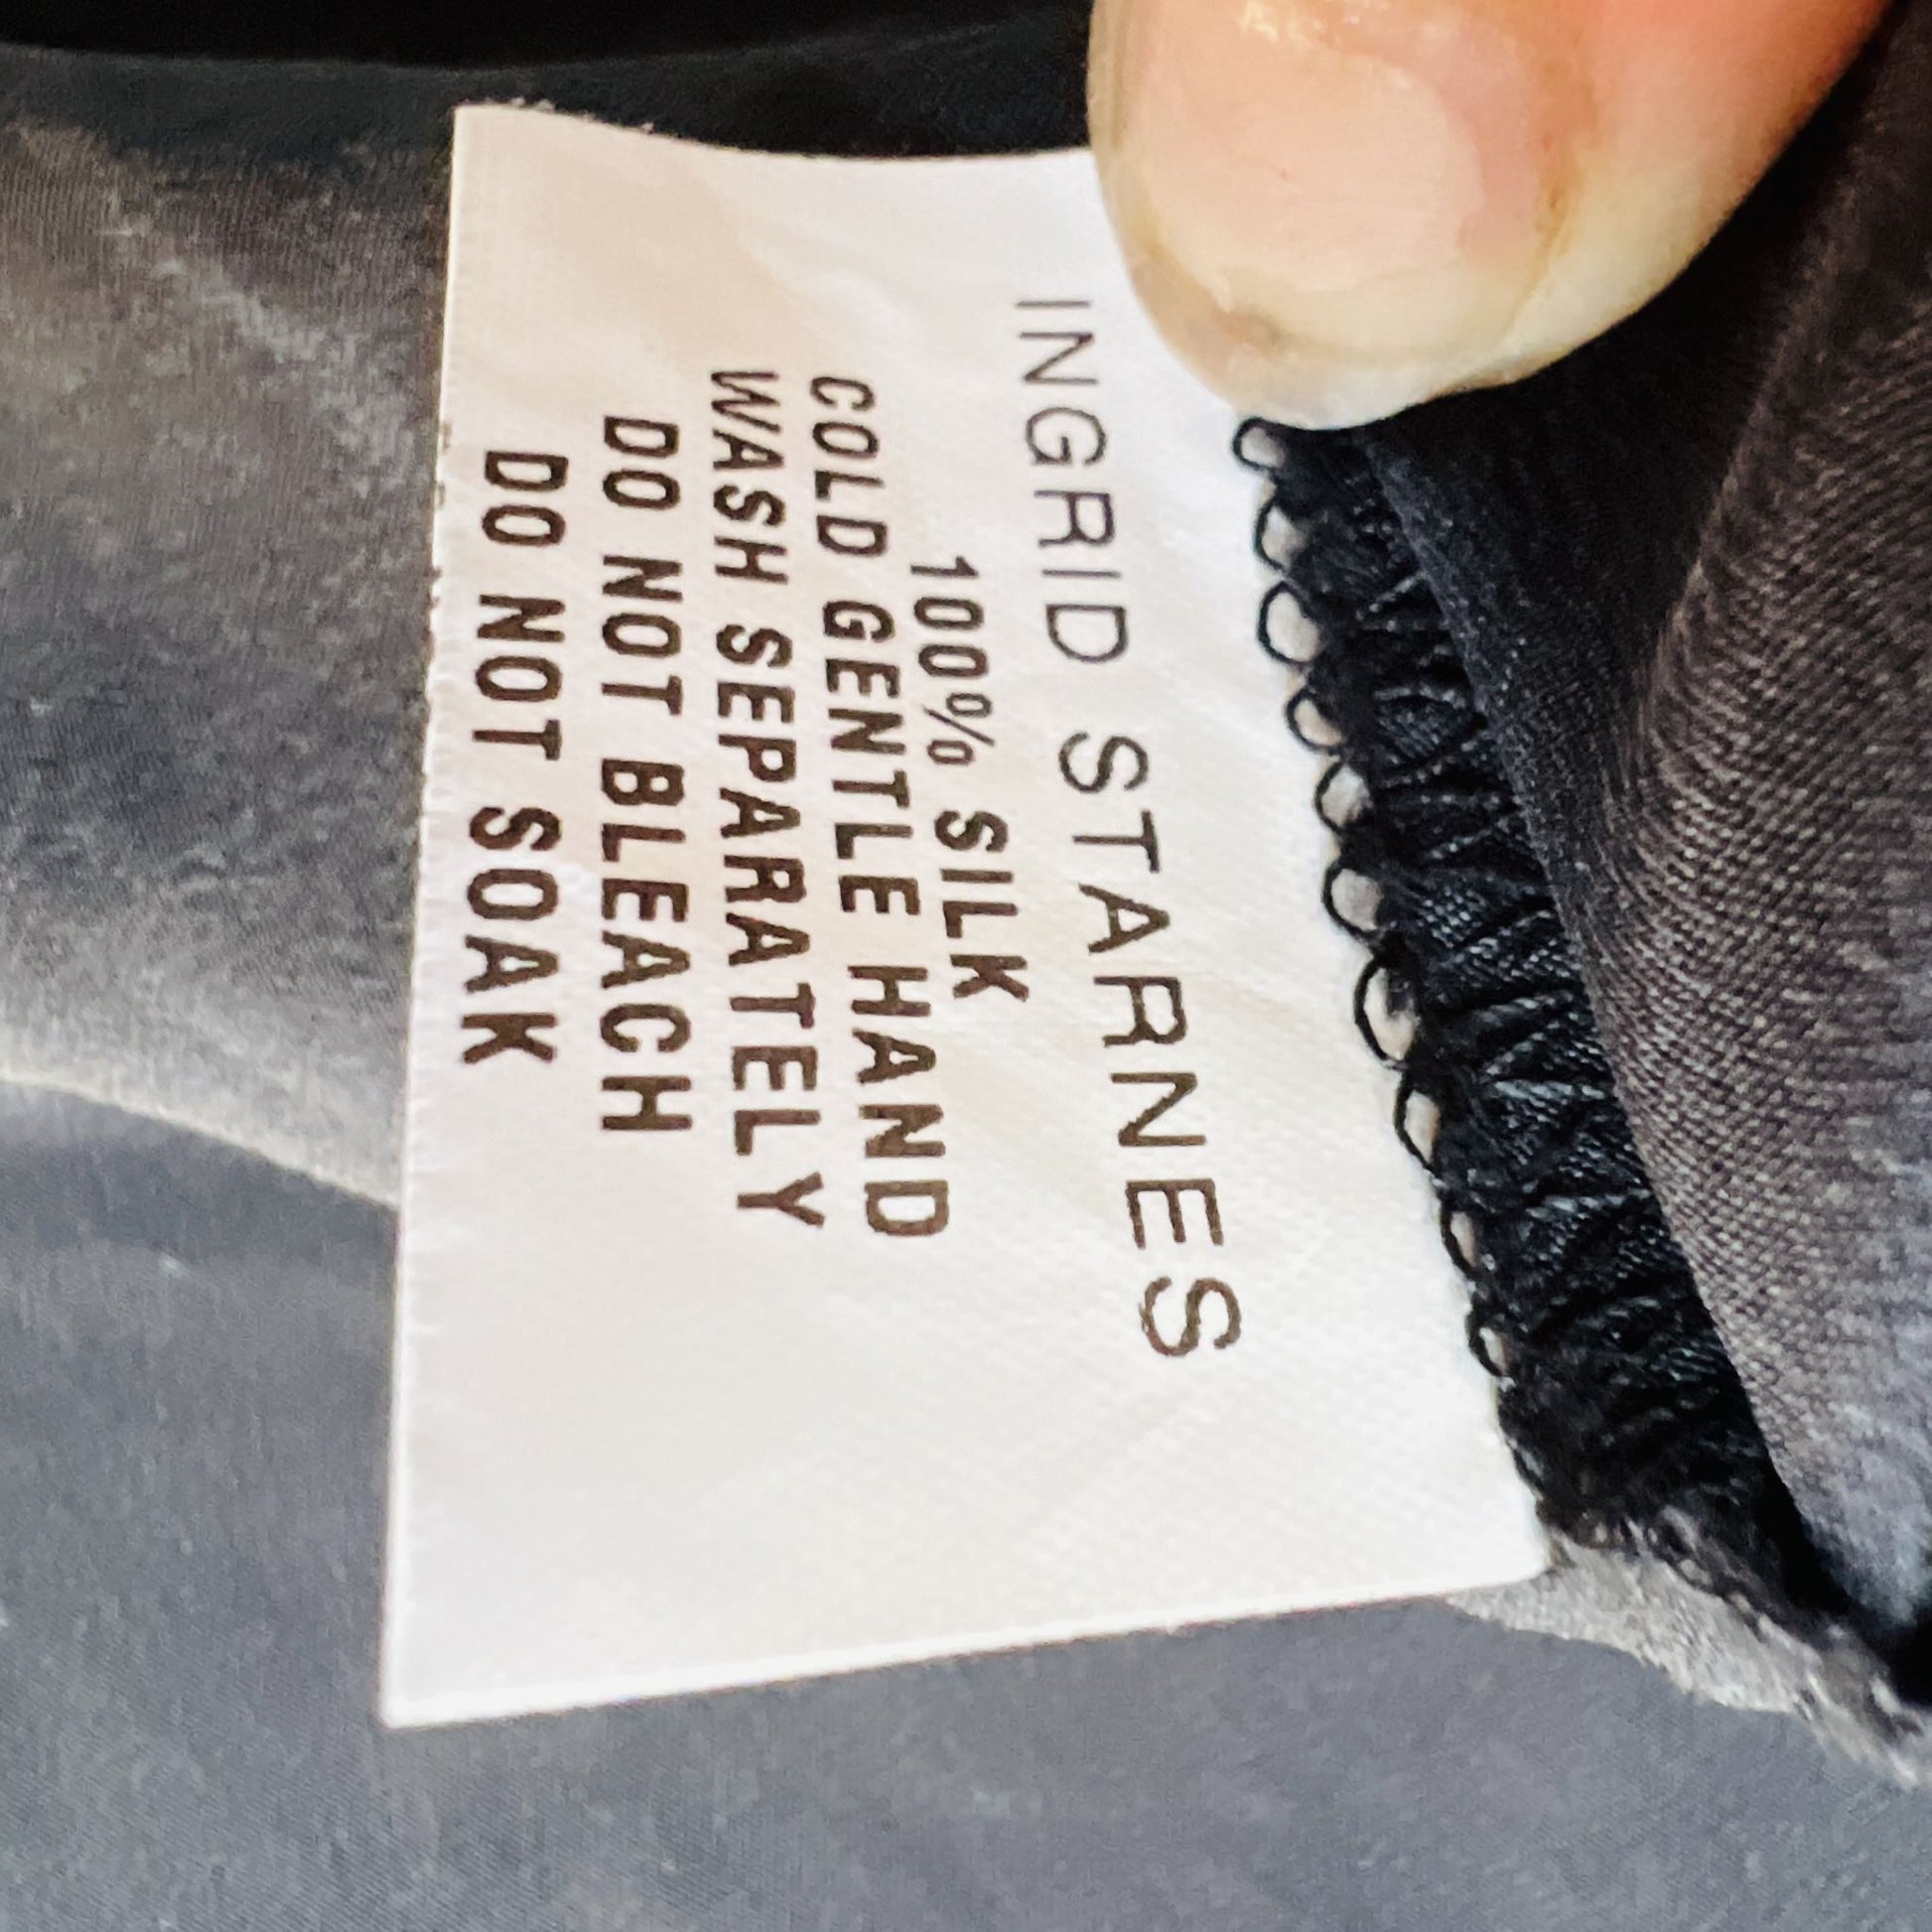 INGRID STARNES
100% SILK
COLD GENTLE HAND
WASH SEPARATELY
DO NOT BLEACH
DO NOT SOAK